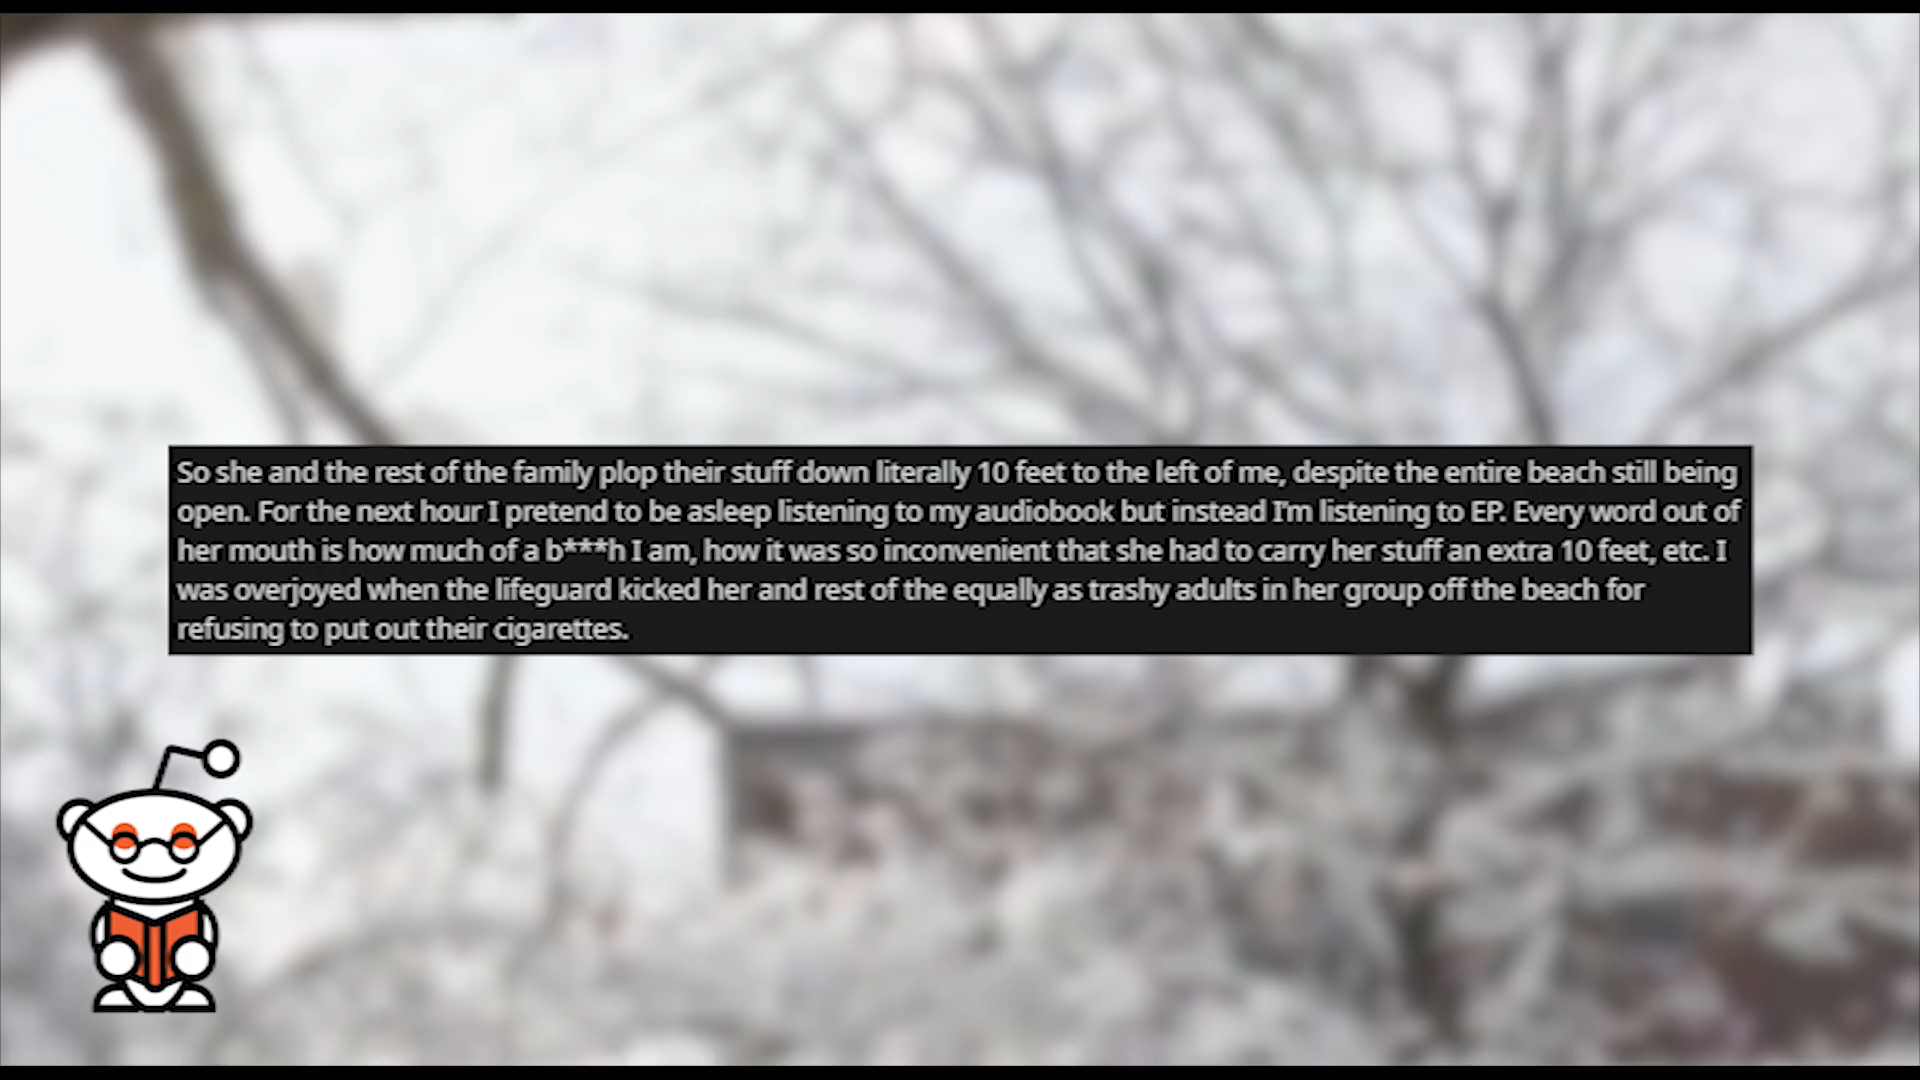 So she and the rest of the family plop their stuff down literally 10 feet to the left of me, despite the entire beach still being
open. For the next hour I pretend to be asleep listening to my audiobook but instead I'm listening to EP. Every word out of
her mouth is how much of a b***h I am, how it was so inconvenient that she had to carry her stuff an extra 10 feet, etc. I
was overjoyed when the lifeguard kicked her and rest of the equally as trashy adults in her group off the beach for
refusing to put out their cigarettes.